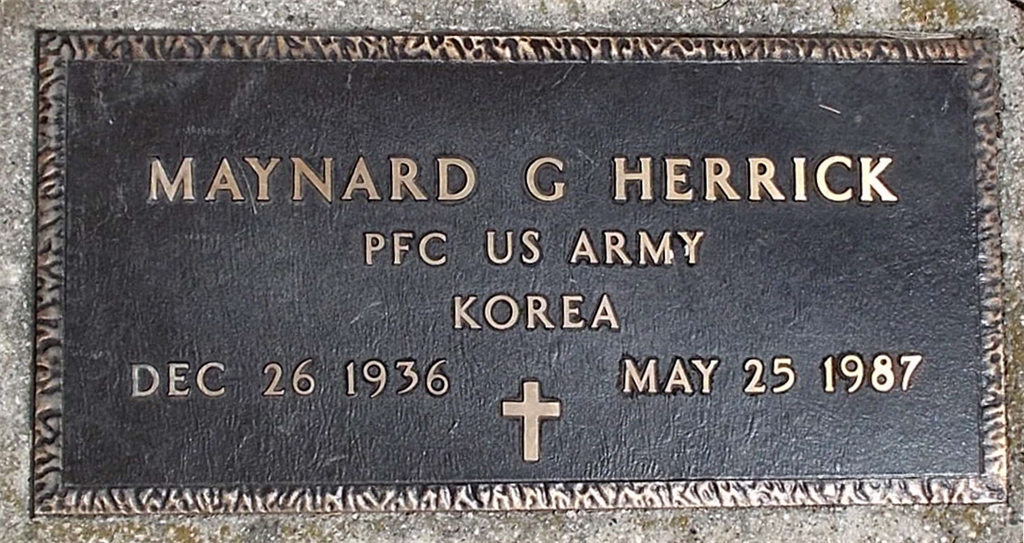 MAYNARD G HERRICK
PFC US ARMY
KOREA
DEC 26 1936 MAY 25 1987